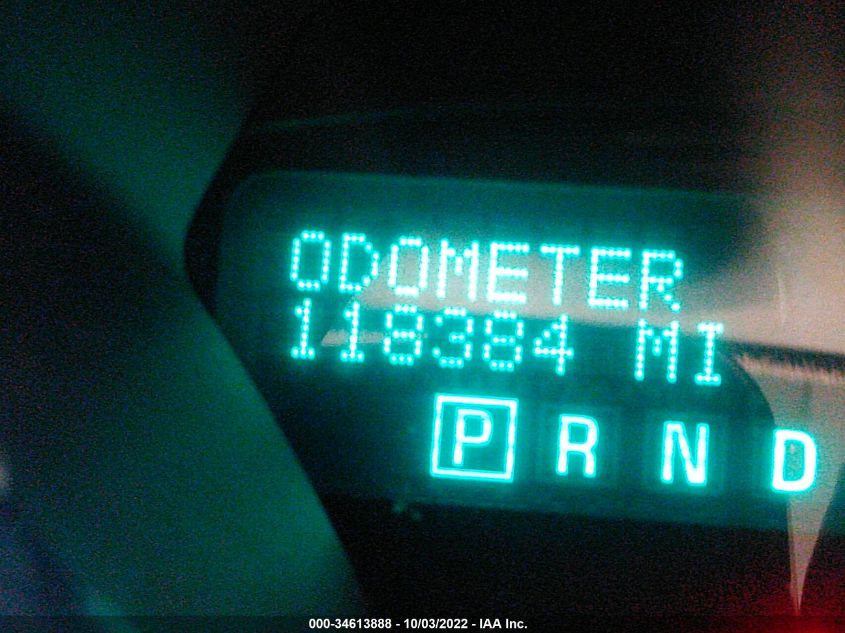 ODOMETER
118384 MI
P R N D
000-34613888 - 10/03/2022 - IAA Inc.